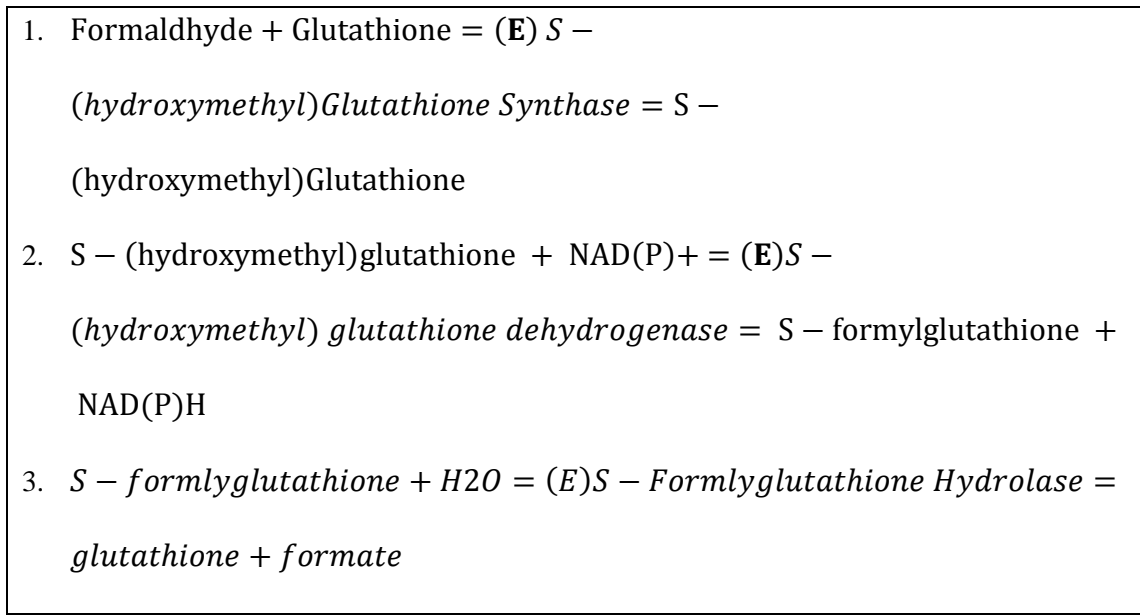 1. Formaldhyde + Glutathione = (E) S −
(hydroxymethyl)Glutathione Synthase = S −
(hydroxymethyl)Glutathione
2. S − (hydroxymethyl)glutathione + NAD(P)+ = (E)S −
(hydroxymethyl) glutathione dehydrogenase = S − formylglutathione +
NAD(P)H
3. S − formlyglutathione + H2O = (E)S − Formlyglutathione Hydrolase =
glutathione + formate